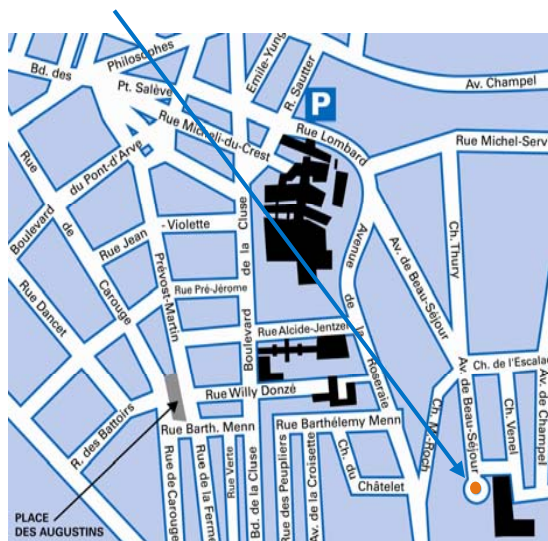 Philosophes
Bd. des
Pt. Salève
Emile-Yung
R. Sautter
P
Av. Champel
Rue Micheli-du-Crest
Rue Lombard
Rue Michel-Serv
Rue
de
Carouge
Boulevard
du Pont-d'Arve
Rue Jean
-Violette
Prévost-Martin
Boulevard
de la Cluse
Rue Pré-Jérome
Rue Dancet
Avenue
de
la
Roseraie
Av. de Beau-Séjour
Ch. Thury
Rue Alcide-Jentzer
Ch. de l'Escala
Av. de Beau-Séjour
Ch. Venel
Av. de Champel
Rue Willy Donzé
R. des Battoirs
Rue Barth. Menn
Rue Barthélemy Menn
Ch. du
Châtelet
Rue de Carouge
Rue de la Ferme
Rue Verte
Bd. de la Cluse
Rue des Peupliers
Av. de la Croisette
PLACE
DES AUGUSTINS